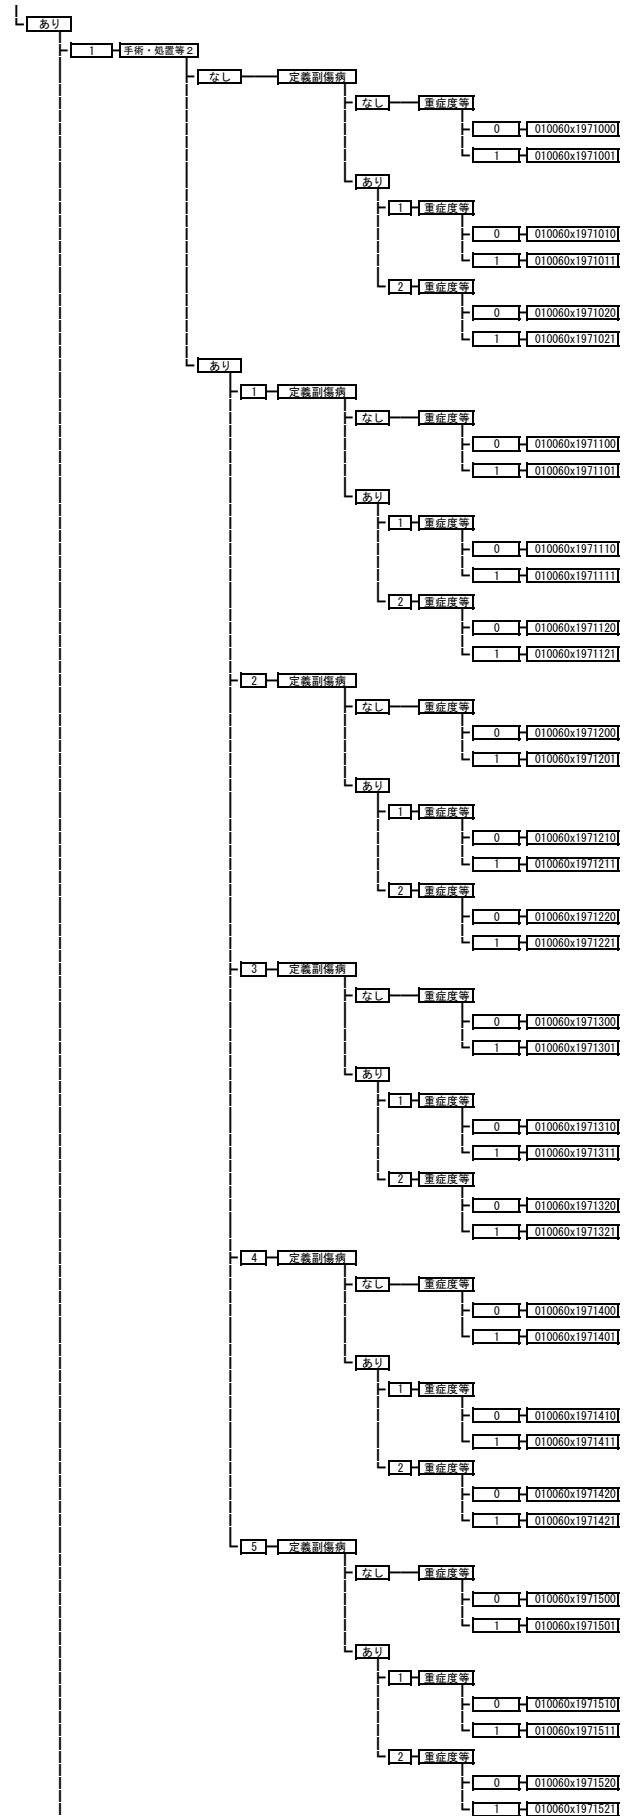 あり
1 手術・処置等2
なし 定義副傷病
なし 重症度等
0 010060x1971000
1 010060x1971001
あり
1 重症度等
0 010060x1971010
1 010060x1971011
2 重症度等
0 010060x1971020
1 010060x1971021
あり
1 定義副傷病
なし 重症度等
0 010060x1971100
1 010060x1971101
あり
1 重症度等
0 010060x1971110
1 010060x1971111
2 重症度等
0 010060x1971120
1 010060x1971121
2 定義副傷病
なし 重症度等
0 010060x1971200
1 010060x1971201
あり
1 重症度等
0 010060x1971210
1 010060x1971211
2 重症度等
0 010060x1971220
1 010060x1971221
3 定義副傷病
なし 重症度等
0 010060x1971300
1 010060x1971301
あり
1 重症度等
0 010060x1971310
1 010060x1971311
2 重症度等
0 010060x1971320
1 010060x1971321
4 定義副傷病
なし 重症度等
0 010060x1971400
1 010060x1971401
あり
1 重症度等
0 010060x1971410
1 010060x1971411
2 重症度等
0 010060x1971420
1 010060x1971421
5 定義副傷病
なし 重症度等
0 010060x1971500
1 010060x1971501
あり
1 重症度等
0 010060x1971510
1 010060x1971511
2 重症度等
0 010060x1971520
1 010060x1971521